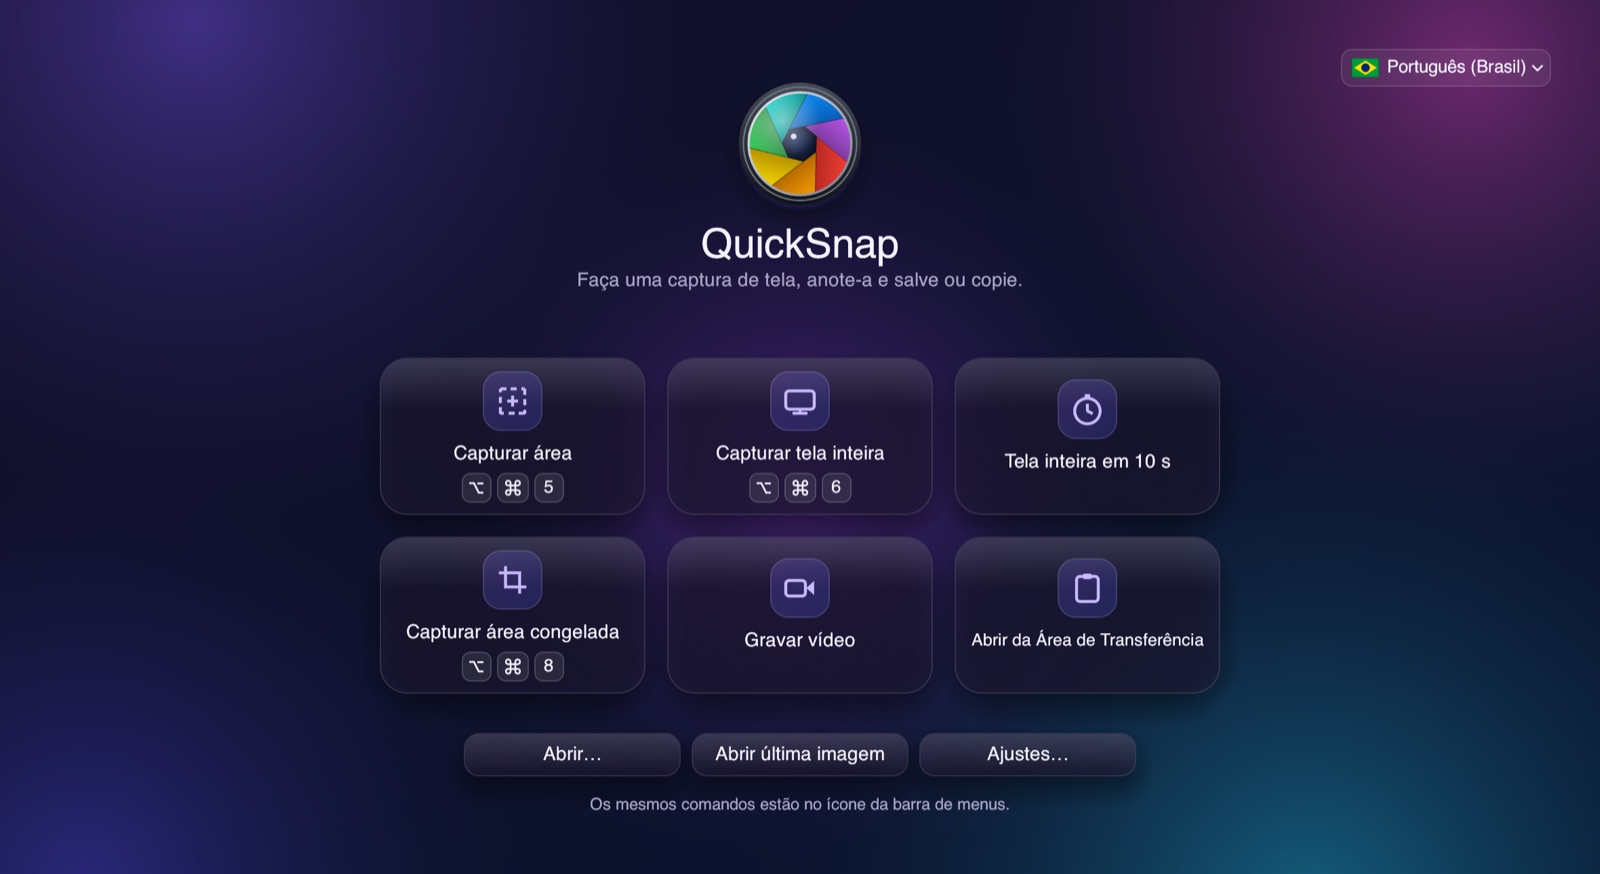 Português (Brasil)
QuickSnap
Faça uma captura de tela, anote-a e salve ou copie.
Capturar área
⌥ ⌘ 5
Capturar tela inteira
⌥ ⌘ 6
Tela inteira em 10 s
Capturar área congelada
⌥ ⌘ 8
Gravar vídeo
Abrir da Área de Transferência
Abrir…
Abrir última imagem
Ajustes…
Os mesmos comandos estão no ícone da barra de menus.